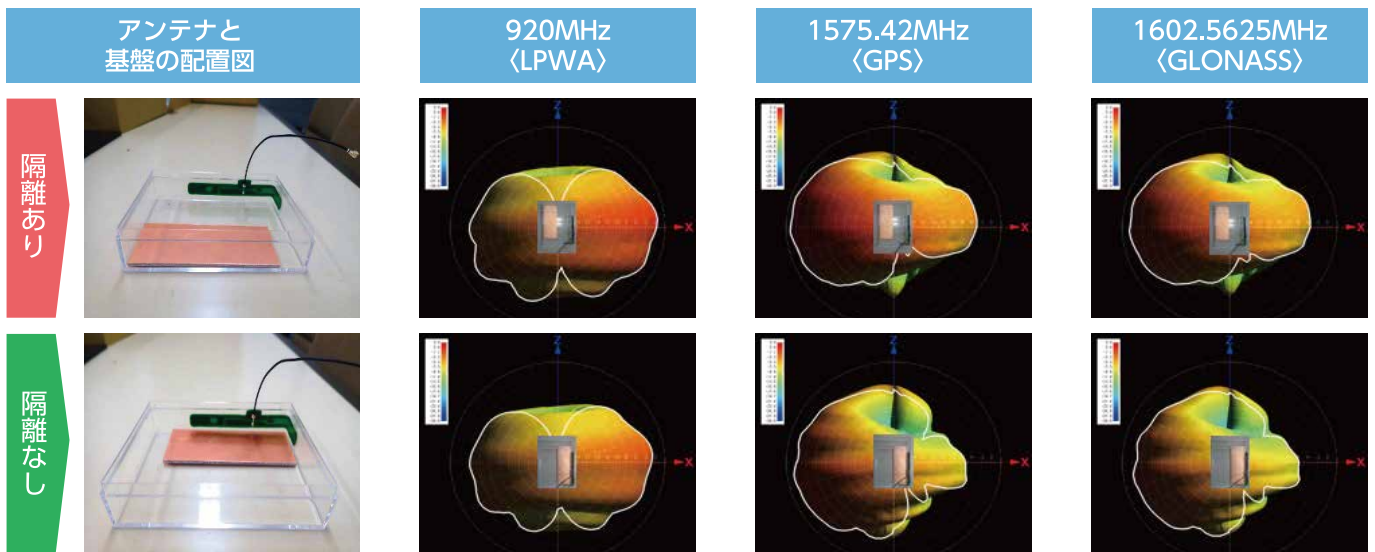 アンテナと
基盤の配置図
920MHz
〈LPWA〉
1575.42MHz
〈GPS〉
1602.5625MHz
〈GLONASS〉
隔離あり
Z
X
Z
X
Z
X
隔離なし
Z
X
Z
X
Z
X